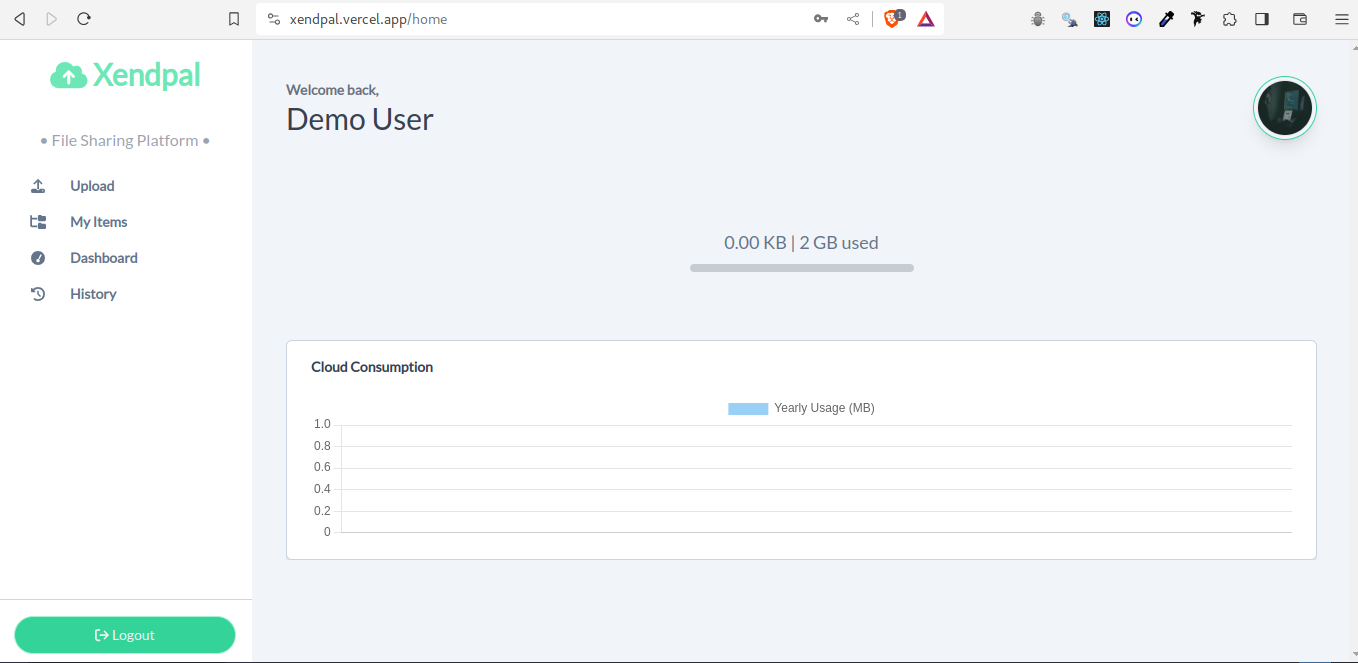 xendpal.vercel.app/home
1
Xendpal
• File Sharing Platform •
Upload
My Items
Dashboard
History
Logout
Welcome back,
Demo User
0.00 KB | 2 GB used
Cloud Consumption
Yearly Usage (MB)
1.0
0.8
0.6
0.4
0.2
0